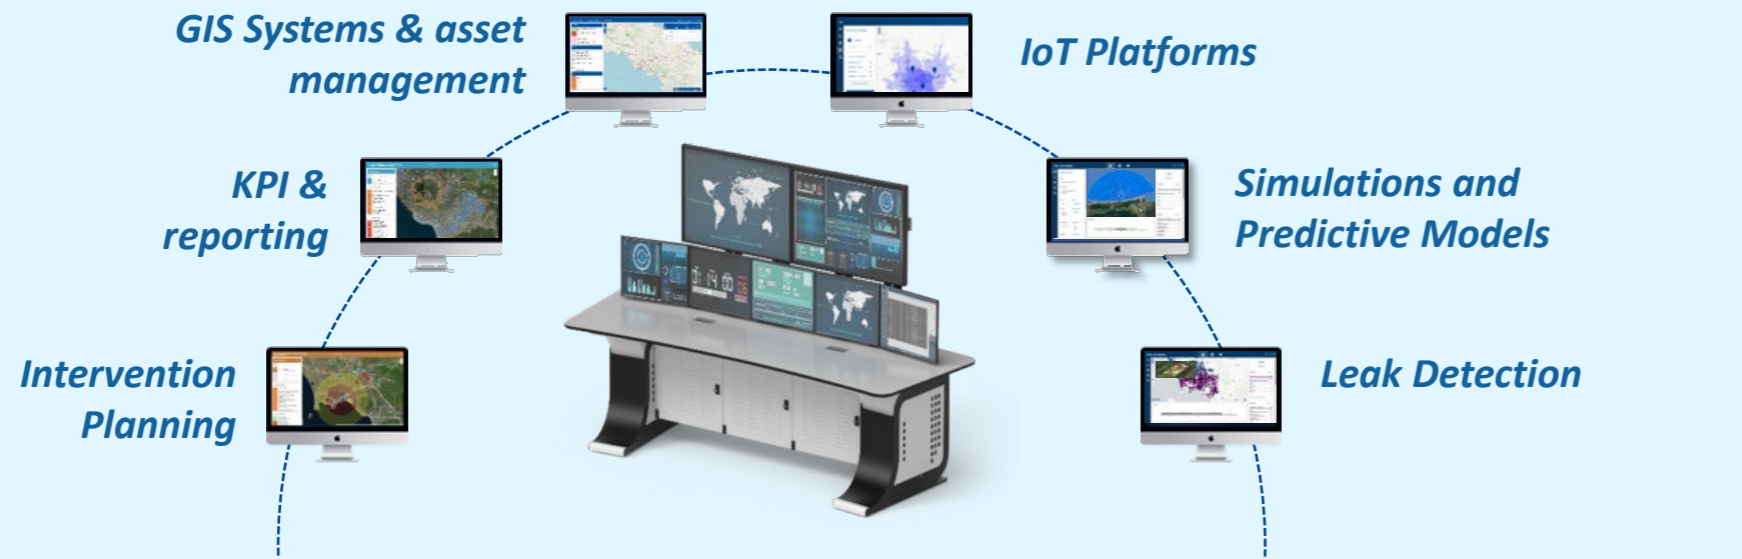 GIS Systems & asset
management
IoT Platforms
KPI &
reporting
Simulations and
Predictive Models
Intervention
Planning
Leak Detection